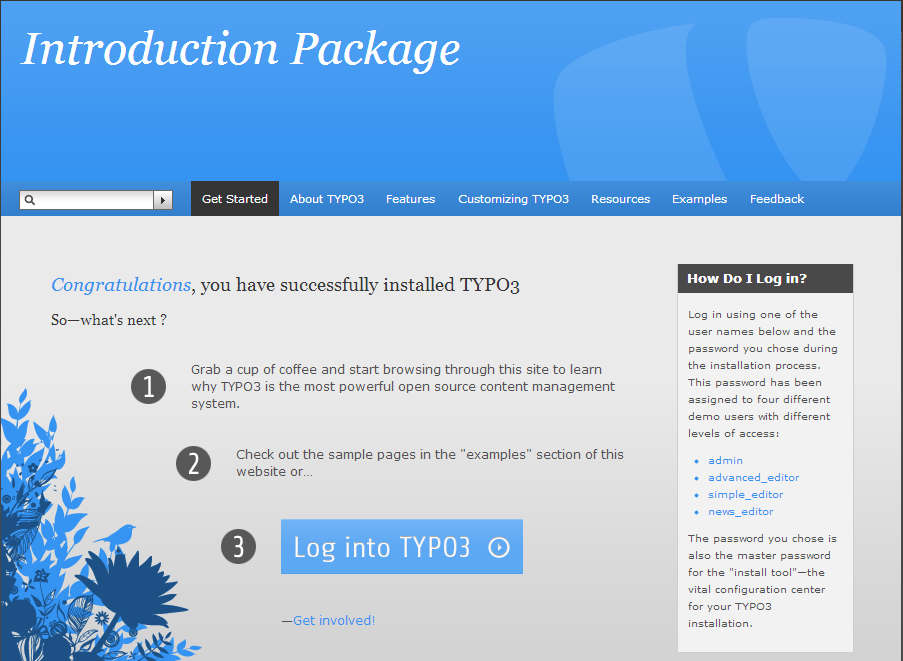 Introduction Package
Get Started About TYPO3 Features Customizing TYPO3 Resources Examples Feedback
Congratulations, you have successfully installed TYPO3
So—what's next ?
1
Grab a cup of coffee and start browsing through this site to learn
why TYPO3 is the most powerful open source content management
system.
2
Check out the sample pages in the "examples" section of this
website or...
3
Log into TYPO3
—Get involved!
How Do I Log in?
Log in using one of the
user names below and the
password you chose during
the installation process.
This password has been
assigned to four different
demo users with different
levels of access:
admin
advanced_editor
simple_editor
news_editor
The password you chose is
also the master password
for the "install tool"—the
vital configuration center
for your TYPO3
installation.